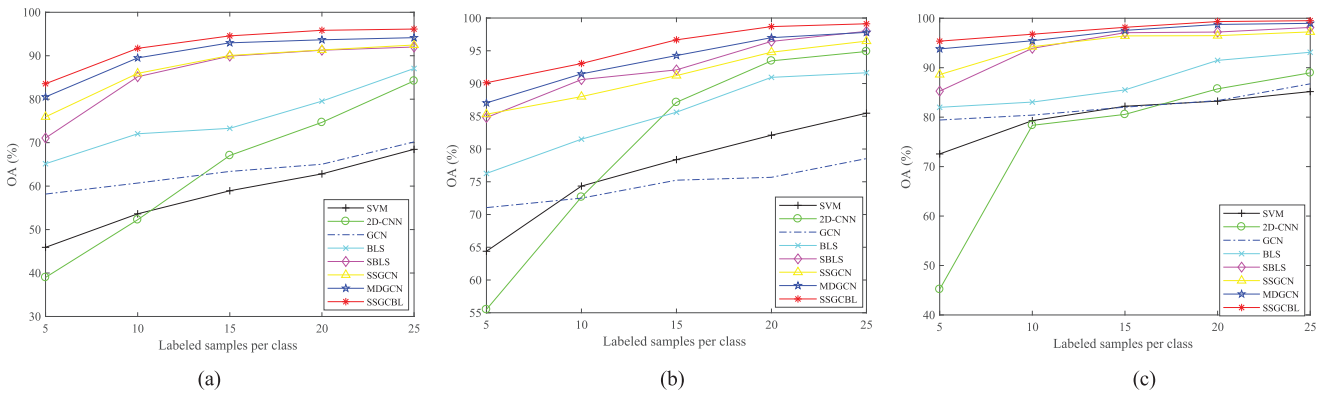 100
90
80
70
60
50
40
30
OA (%)
5
10
15
20
25
Labeled samples per class
SVM
2D-CNN
GCN
BLS
SBLS
SSGCN
MDGCN
SSGCBL
(a)
100
95
90
85
80
75
70
65
60
55
OA (%)
5
10
15
20
25
Labeled samples per class
SVM
2D-CNN
GCN
BLS
SBLS
SSGCN
MDGCN
SSGCBL
(b)
100
90
80
70
60
50
40
OA (%)
5
10
15
20
25
Labeled samples per class
SVM
2D-CNN
GCN
BLS
SBLS
SSGCN
MDGCN
SSGCBL
(c)